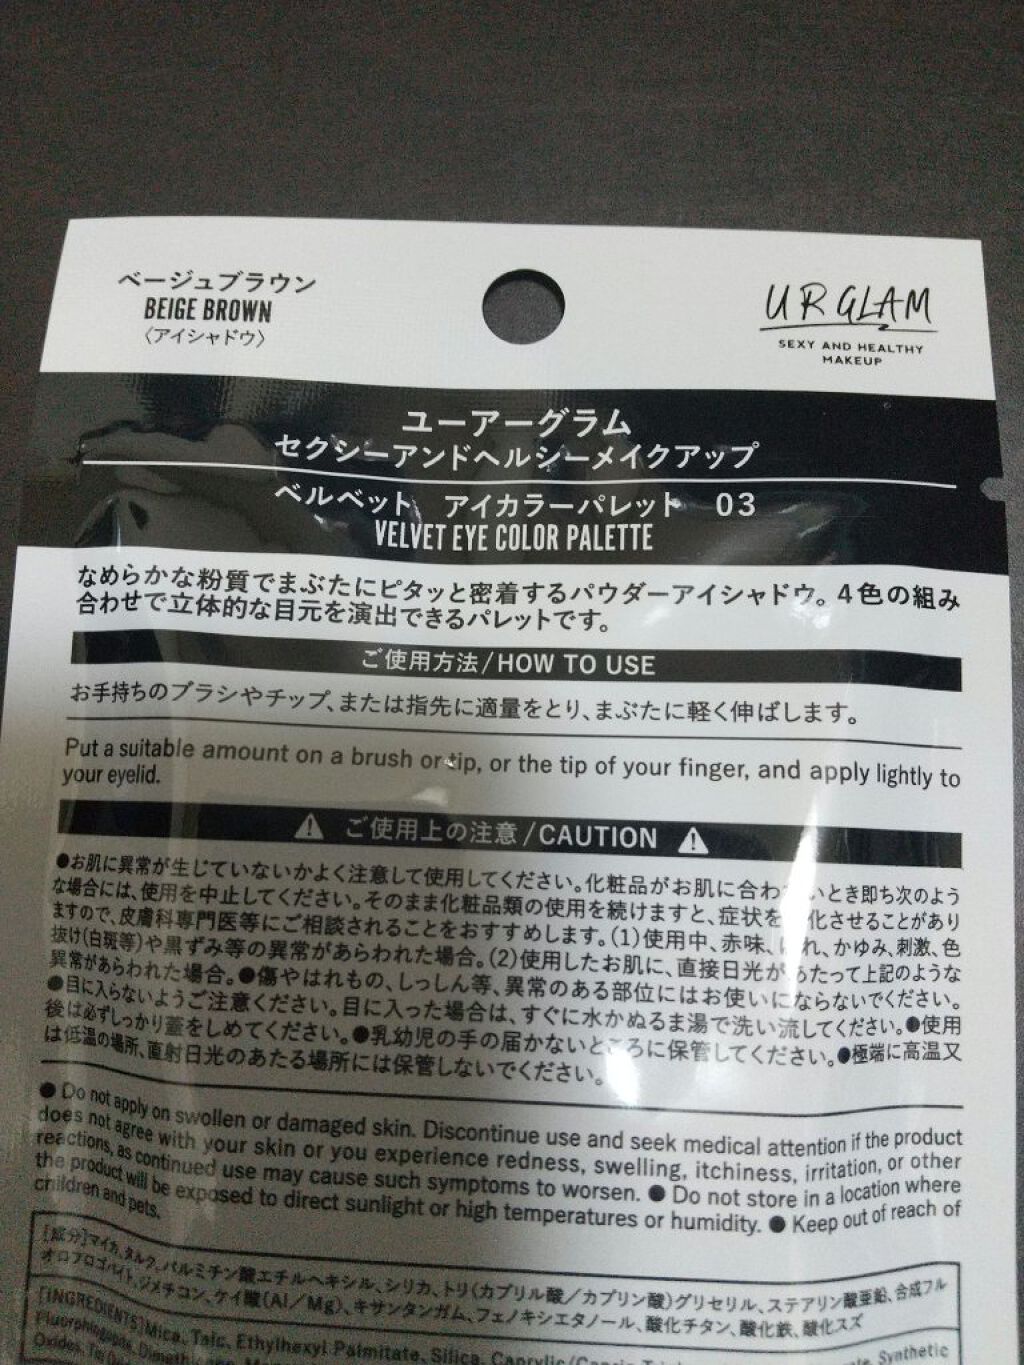 ベージュブラウン
BEIGE BROWN
〈アイシャドウ〉
UR GLAM
SEXY AND HEALTHY
MAKEUP
ユーアーグラム
セクシーアンドヘルシーメイクアップ
ベルベット アイカラーパレット 03
VELVET EYE COLOR PALETTE
なめらかな粉質でまぶたにピタッと密着するパウダーアイシャドウ。4色の組み
合わせで立体的な目元を演出できるパレットです。
ご使用方法/HOW TO USE
お手持ちのブラシやチップ、または指先に適量をとり、まぶたに軽く伸ばします。
Put a suitable amount on a brush or tip, or the tip of your finger, and apply lightly to
your eyelid.
ご使用上の注意/CAUTION
●お肌に異常が生じていないかよく注意して使用してください。化粧品がお肌に合わ いとき即ち次のよう
な場合には、使用を中止してください。そのまま化粧品類の使用を続けますと、症状を 化させることがあり
ますので、皮膚科専門医等にご相談されることをおすすめします。(1)使用中、赤味、 れ、かゆみ、刺激、色
抜け(白斑等)や黒ずみ等の異常があらわれた場合。(2)使用したお肌に、直接日光が あたって上記のような
異常があらわれた場合。●傷やはれもの、しっしん等、異常のある部位にはお使いにならないでください。
●目に入らないようご注意ください。目に入った場合は、すぐに水かぬるま湯で洗い流してください。●使用
後は必ずしっかり蓋をしめてください。●乳幼児の手の届かないところに保管してください。●極端に高温又
は低温の場所、直射日光のあたる場所には保管しないでください。
● Do not apply on swollen or damaged skin. Discontinue use and seek medical attention if the product
does not agree with your skin or you experience redness, swelling, itchiness, irritation, or other
reactions, as continued use may cause such symptoms to worsen. ● Do not store in a location where
the product will be exposed to direct sunlight or high temperatures or humidity. ● Keep out of reach of
children and pets.
[成分]マイカ、タルク、パルミチン酸エチルヘキシル、シリカ、トリ(カプリル酸/カプリン酸)グリセリル、ステアリン酸亜鉛、合成フル
オロフロゴパイト、ジメチコン、ケイ酸(Al/Mg)、キサンタンガム、フェノキシエタノール、酸化チタン、酸化鉄、酸化スズ
[INGREDIENTS]Mica, Talc, Ethylhexyl Palmitate, Silica, Synthetic
Fluorphlogopite,
Oxides,